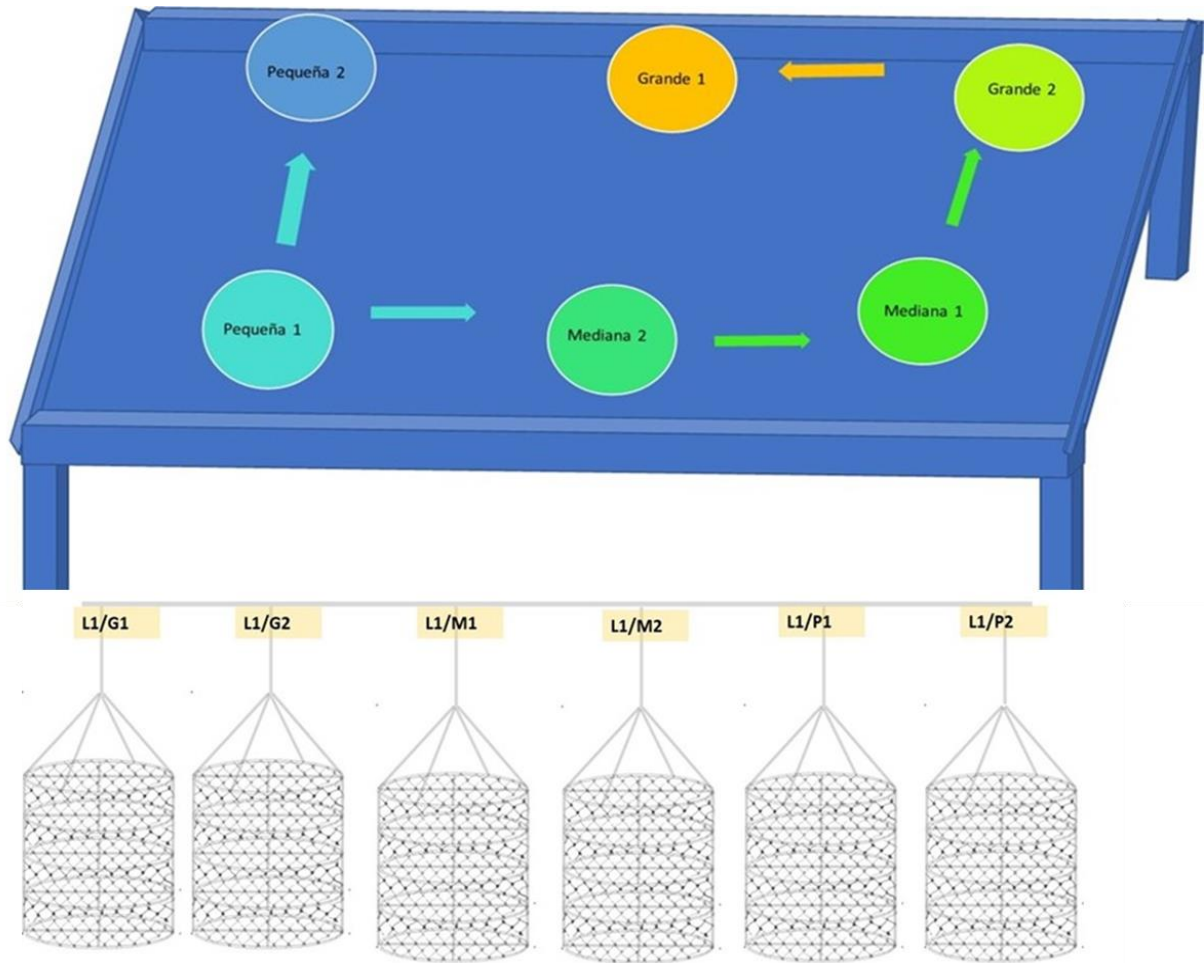 Pequeña 2
Grande 1
Grande 2
Pequeña 1
Mediana 2
Mediana 1
L1/G1
L1/G2
L1/M1
L1/M2
L1/P1
L1/P2